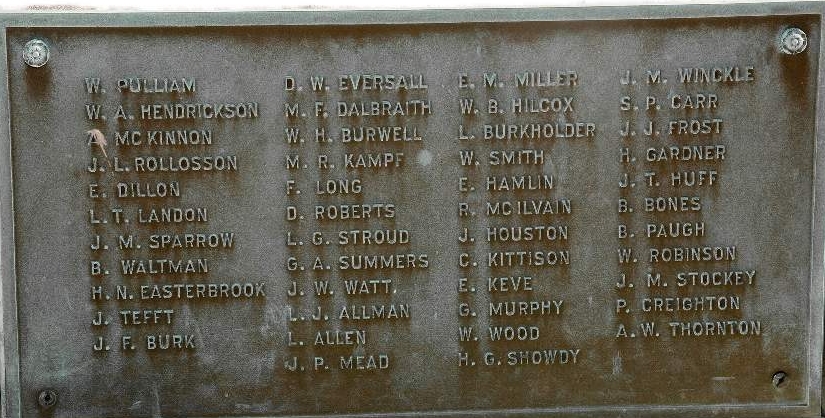 W. PULLIAM
W. A. HENDRICKSON
A. MC KINNON
J. L. ROLLOSSON
E. DILLON
L. T. LANDON
J. M. SPARROW
B. WALTMAN
H. N. EASTERBROOK
J. TEFFT
J. F. BURK
D. W. EVERSALL
M. F. DALBRAITH
W. H. BURWELL
M. R. KAMPF
F. LONG
D. ROBERTS
L. G. STROUD
G. A. SUMMERS
J. W. WATT.
L. J. ALLMAN
L. ALLEN
J. P. MEAD
E. M. MILLER
W. B. HILCOX
L. BURKHOLDER
W. SMITH
E. HAMLIN
R. MCILVAIN
J. HOUSTON
C. KITTISON
E. KEVE
G. MURPHY
W. WOOD
H. G. SHOWDY
J. M. WINCKLE
S. P. CARR
J. J. FROST
H. GARDNER
J. T. HUFF
B. BONES
B. PAUGH
W. ROBINSON
J. M. STOCKEY
P. CREIGHTON
A. W. THORNTON